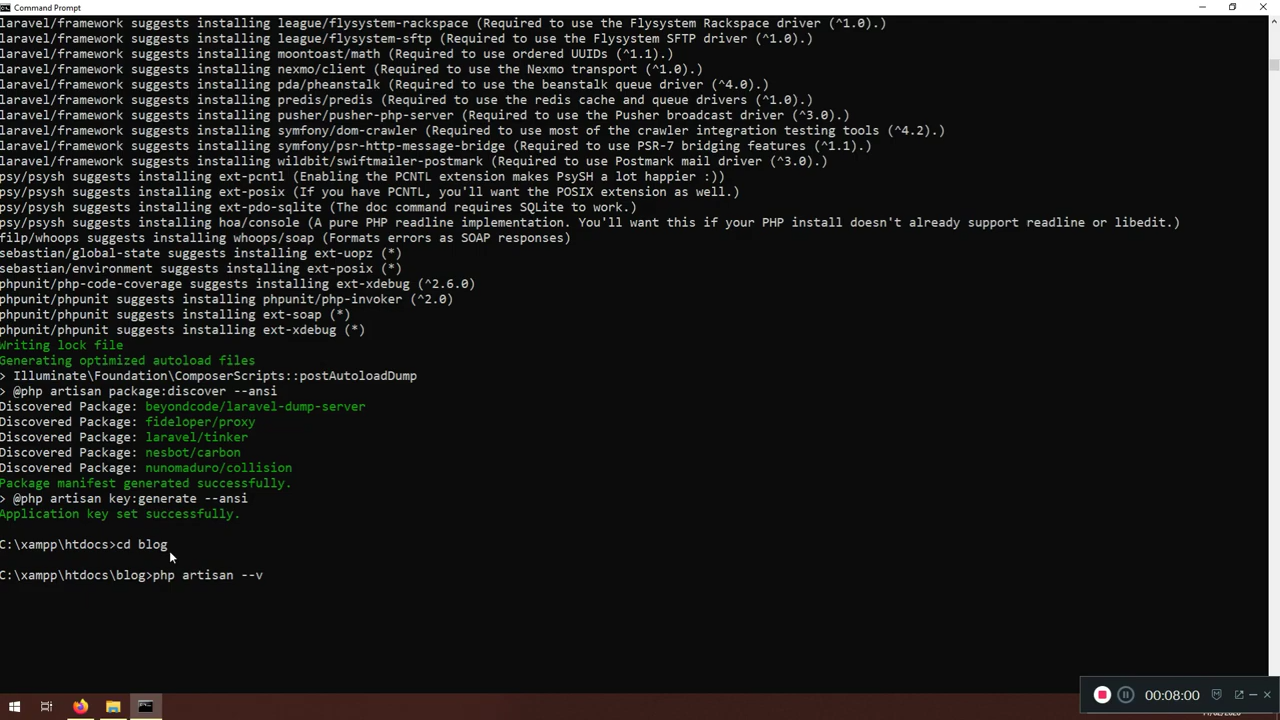 Command Prompt
laravel/framework suggests installing league/flysystem-rackspace (Required to use the Flysystem Rackspace driver (^1.0).)
laravel/framework suggests installing league/flysystem-sftp (Required to use the Flysystem SFTP driver (^1.0).)
laravel/framework suggests installing moontoast/math (Required to use ordered UUIDs (^1.1).)
laravel/framework suggests installing nexmo/client (Required to use the Nexmo transport (^1.0).)
laravel/framework suggests installing pda/pheanstalk (Required to use the beanstalk queue driver (^4.0).)
laravel/framework suggests installing predis/predis (Required to use the redis cache and queue drivers (^1.0).)
laravel/framework suggests installing pusher/pusher-php-server (Required to use the Pusher broadcast driver (^3.0).)
laravel/framework suggests installing symfony/dom-crawler (Required to use most of the crawler integration testing tools (^4.2).)
laravel/framework suggests installing symfony/psr-http-message-bridge (Required to use PSR-7 bridging features (^1.1).)
laravel/framework suggests installing wildbit/swiftmailer-postmark (Required to use Postmark mail driver (^3.0).)
psy/psysh suggests installing ext-pcntl (Enabling the PCNTL extension makes PsySH a lot happier :))
psy/psysh suggests installing ext-posix (If you have PCNTL, you'll want the POSIX extension as well.)
psy/psysh suggests installing ext-pdo-sqlite (The doc command requires SQLite to work.)
psy/psysh suggests installing hoa/console (A pure PHP readline implementation. You'll want this if your PHP install doesn't already support readline or libedit.)
filp/whoops suggests installing whoops/soap (Formats errors as SOAP responses)
sebastian/global-state suggests installing ext-uopz (*)
sebastian/environment suggests installing ext-posix (*)
phpunit/php-code-coverage suggests installing ext-xdebug (^2.6.0)
phpunit/phpunit suggests installing phpunit/php-invoker (^2.0)
phpunit/phpunit suggests installing ext-soap (*)
phpunit/phpunit suggests installing ext-xdebug (*)
Writing lock file
Generating optimized autoload files
> Illuminate\Foundation\ComposerScripts::postAutoloadDump
> @php artisan package:discover --ansi
Discovered Package: beyondcode/laravel-dump-server
Discovered Package: fideloper/proxy
Discovered Package: laravel/tinker
Discovered Package: nesbot/carbon
Discovered Package: nunomaduro/collision
Package manifest generated successfully.
> @php artisan key:generate --ansi
Application key set successfully.
C:\xampp\htdocs>cd blog
C:\xampp\htdocs\blog>php artisan --v
00:08:00